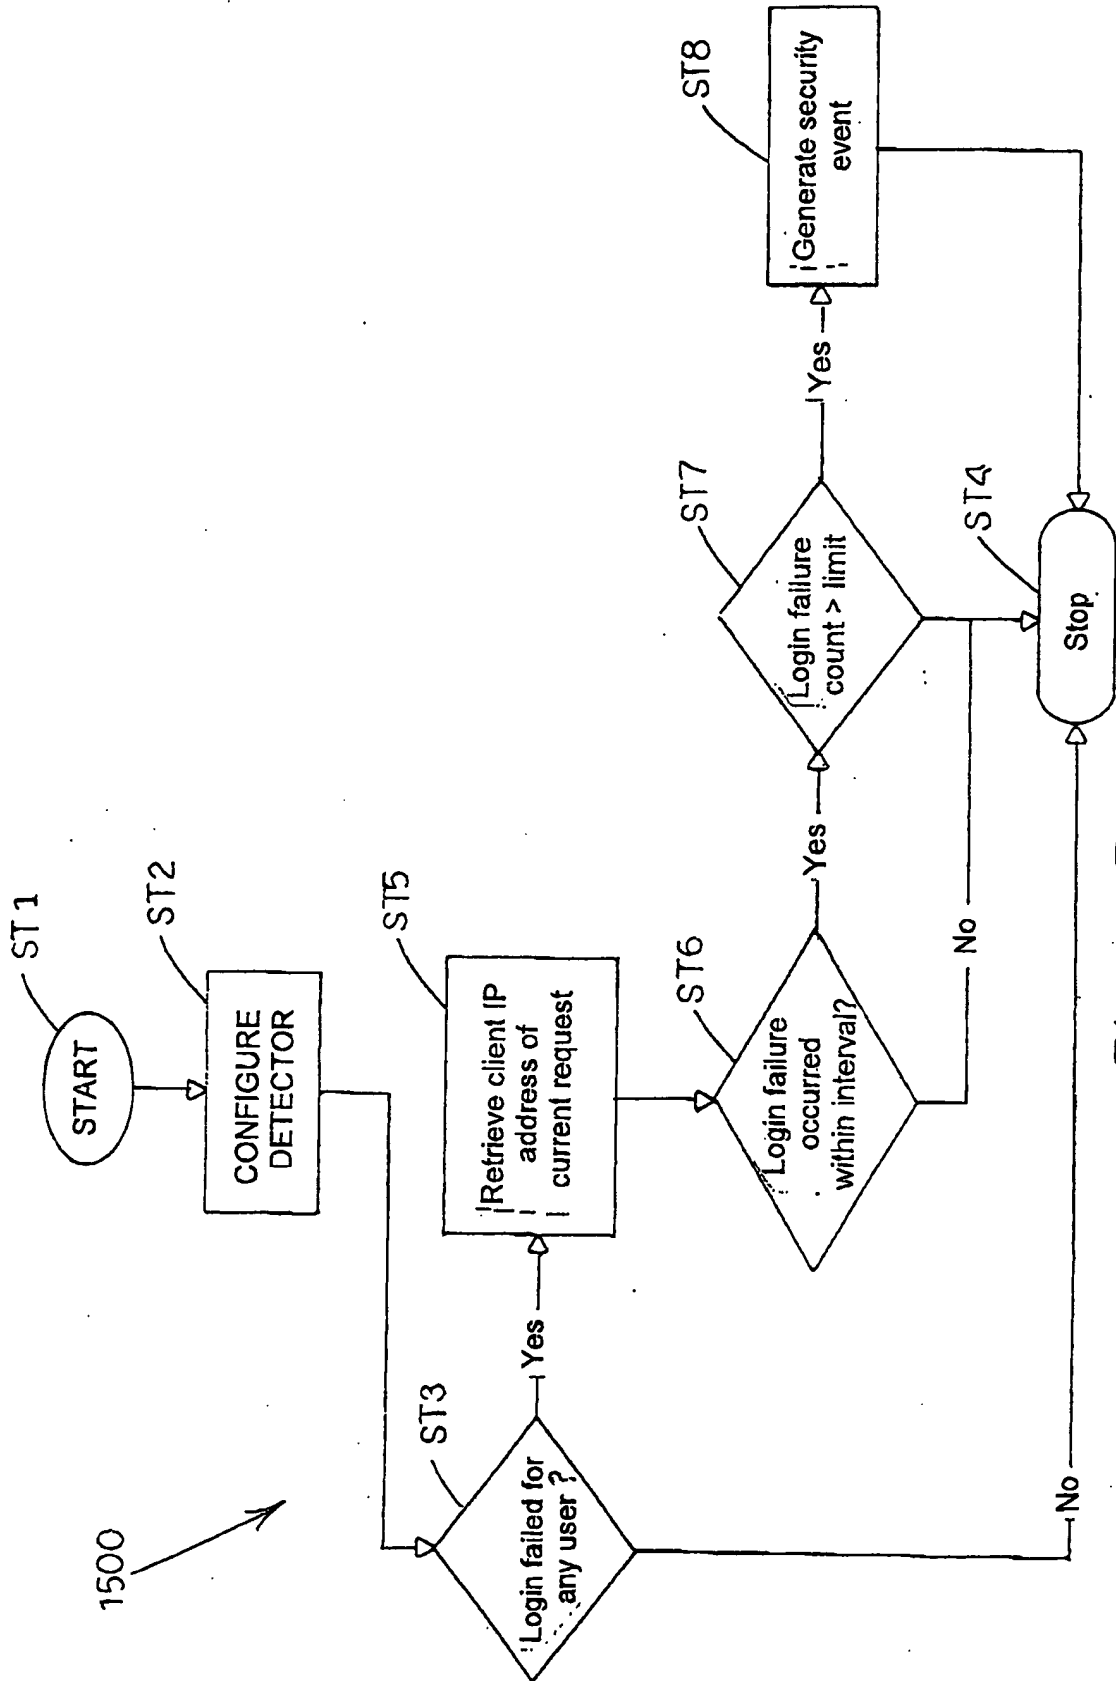 1500
ST1
START
ST2
CONFIGURE
DETECTOR
ST3
Login failed for
any user ?
Yes
No
ST5
Retrieve client IP
address of
current request
ST6
Login failure
occurred
within interval?
Yes
No
ST7
Login failure
count > limit
Yes
ST8
Generate security
event
ST4
Stop